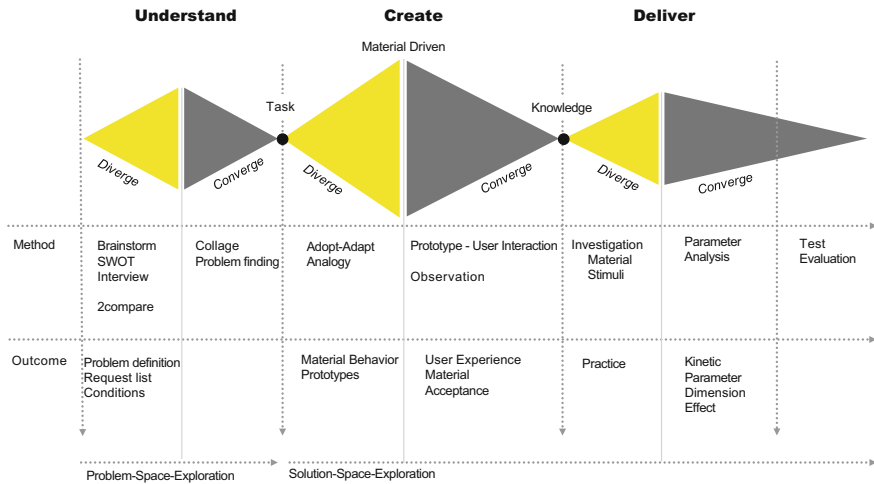 Understand
Create
Deliver
Material Driven
Task
Knowledge
Diverge
Converge
Diverge
Converge
Diverge
Converge
Method
Brainstorm
SWOT
Interview
2compare
Collage
Problem finding
Adopt-Adapt
Analogy
Prototype - User Interaction
Observation
Investigation
Material
Stimuli
Parameter
Analysis
Test
Evaluation
Outcome
Problem definition
Request list
Conditions
Material Behavior
Prototypes
User Experience
Material
Acceptance
Practice
Kinetic
Parameter
Dimension
Effect
Problem-Space-Exploration
Solution-Space-Exploration